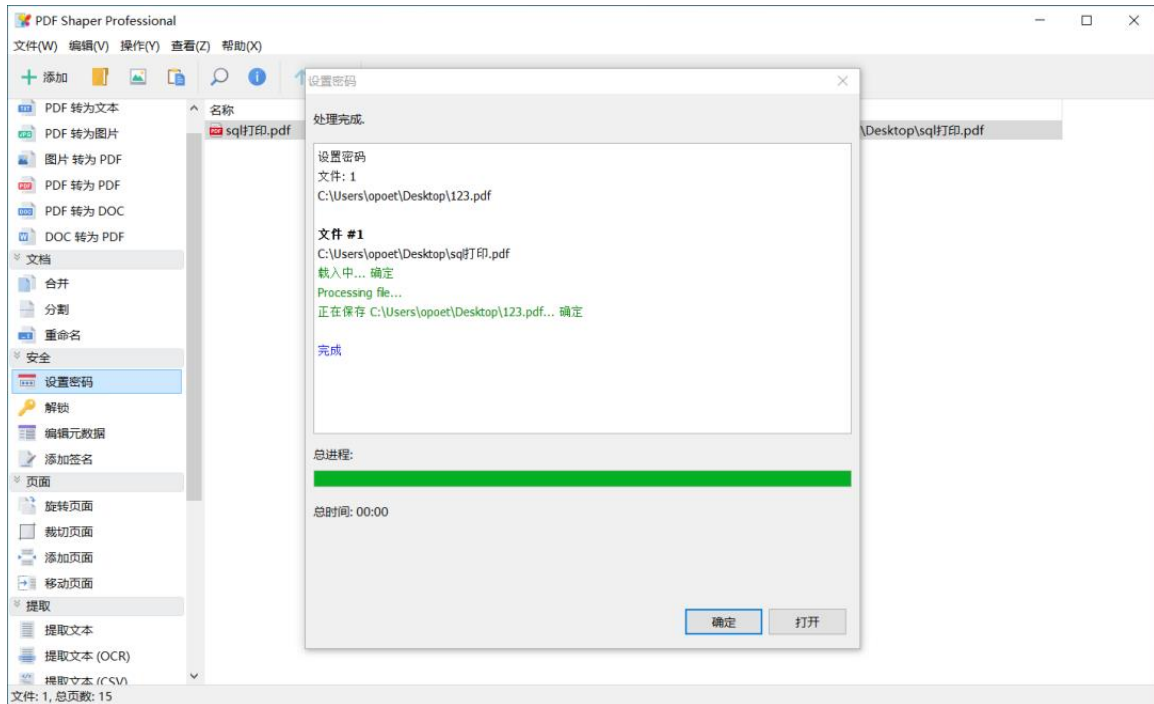 PDF Shaper Professional
文件(W) 编辑(V) 操作(Y) 查看(Z) 帮助(X)
添加
PDF 转为文本
PDF 转为图片
图片 转为 PDF
PDF 转为 PDF
PDF 转为 DOC
DOC 转为 PDF
文档
合并
分割
重命名
安全
设置密码
解锁
编辑元数据
添加签名
页面
旋转页面
裁切页面
添加页面
移动页面
提取
提取文本
提取文本 (OCR)
提取文本 (CSV)
名称
sql打印.pdf
\Desktop\sql打印.pdf
设置密码
处理完成.
设置密码
文件: 1
C:\Users\opoet\Desktop\123.pdf
文件 #1
C:\Users\opoet\Desktop\sql打印.pdf
载入中... 确定
Processing file...
正在保存 C:\Users\opoet\Desktop\123.pdf... 确定
完成
总进程:
总时间: 00:00
确定
打开
文件: 1, 总页数: 15